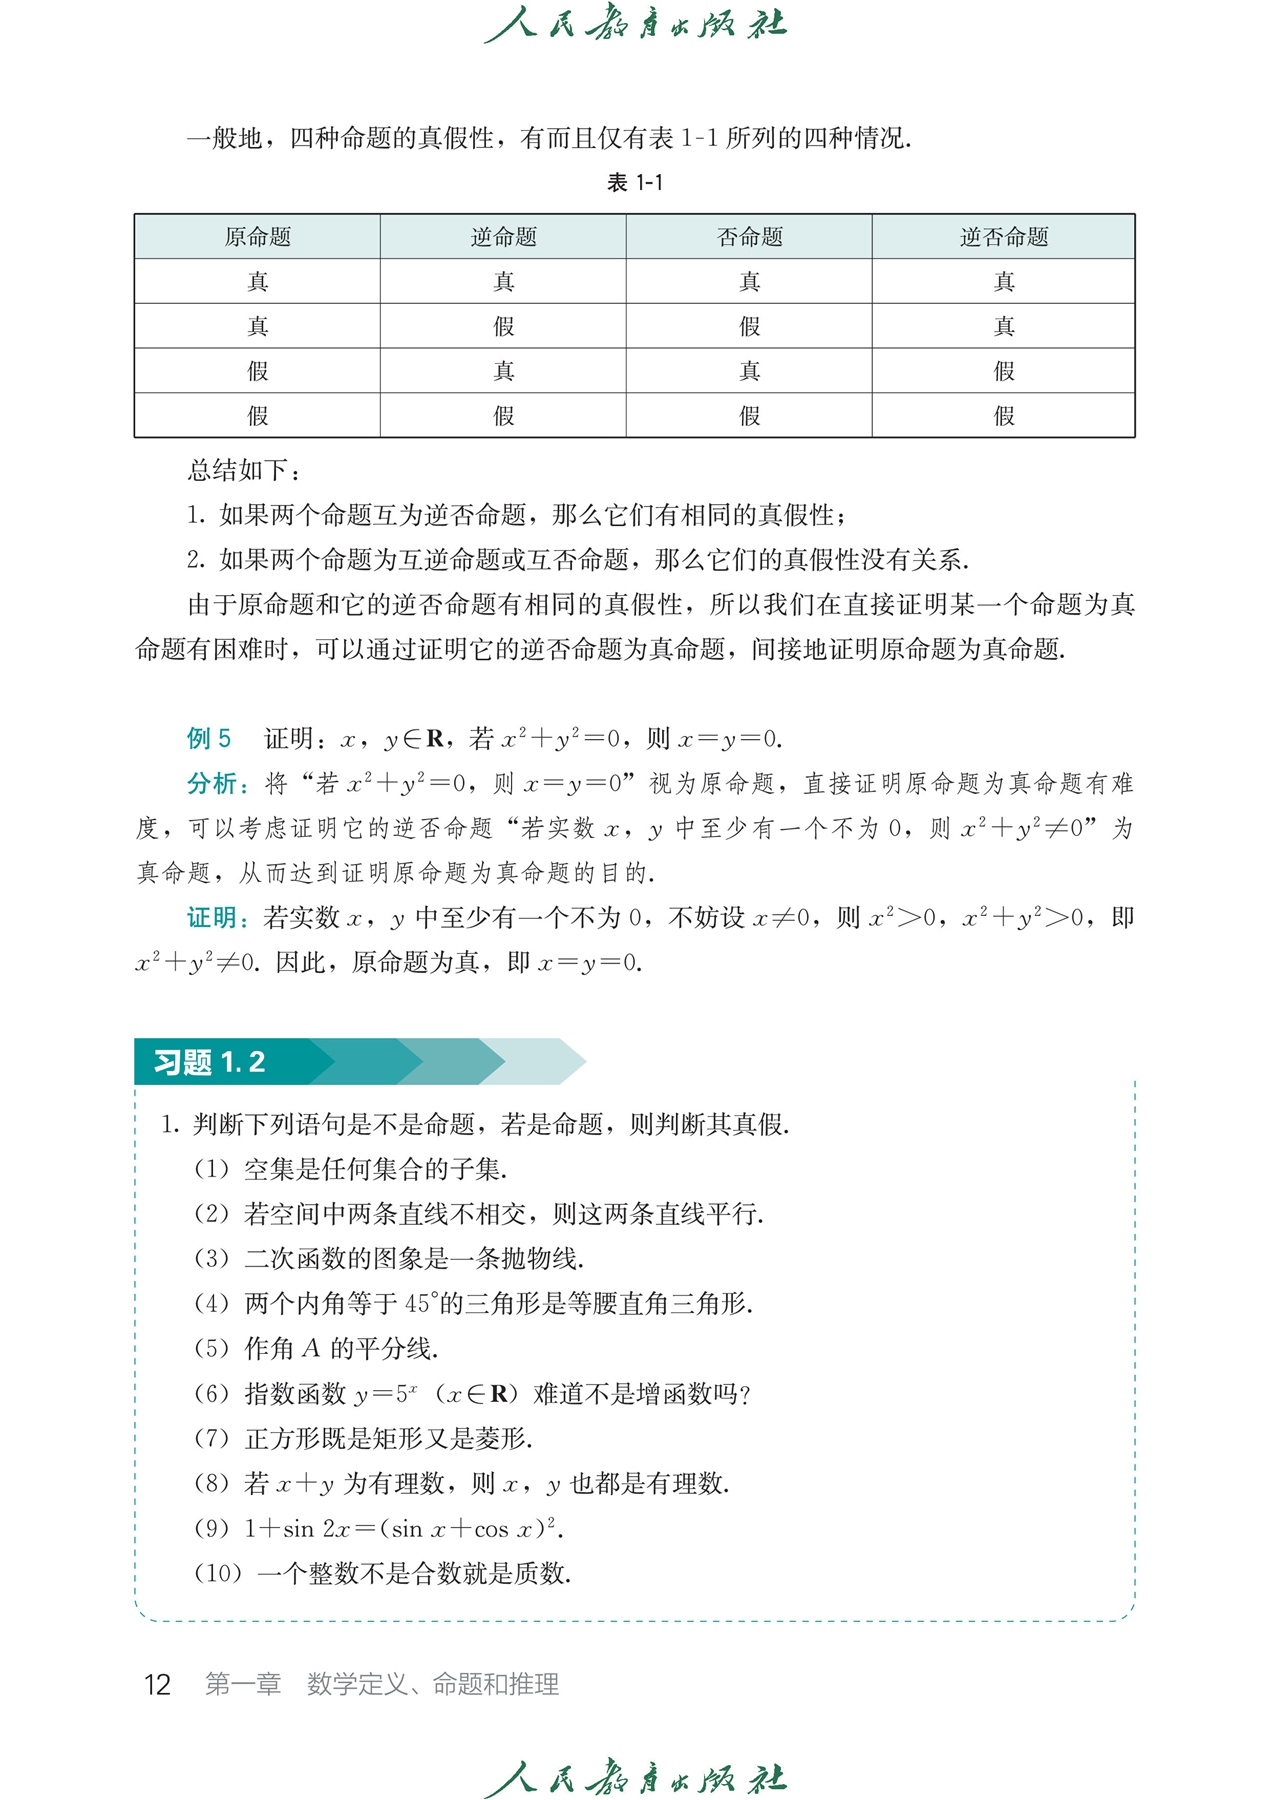 人民教育出版社
一般地，四种命题的真假性，有而且仅有表 1-1 所列的四种情况.
表 1-1
原命题 逆命题 否命题 逆否命题
真 真 真 真
真 假 假 真
假 真 真 假
假 假 假 假
总结如下：
1. 如果两个命题互为逆否命题，那么它们有相同的真假性；
2. 如果两个命题为互逆命题或互否命题，那么它们的真假性没有关系.
由于原命题和它的逆否命题有相同的真假性，所以我们在直接证明某一个命题为真
命题有困难时，可以通过证明它的逆否命题为真命题，间接地证明原命题为真命题.
例 5 证明：x，y∈R，若 x²+y²=0，则 x=y=0.
分析：将“若 x²+y²=0，则 x=y=0”视为原命题，直接证明原命题为真命题有难
度，可以考虑证明它的逆否命题“若实数 x，y 中至少有一个不为 0，则 x²+y²≠0”为
真命题，从而达到证明原命题为真命题的目的.
证明：若实数 x，y 中至少有一个不为 0，不妨设 x≠0，则 x²>0，x²+y²>0，即
x²+y²≠0. 因此，原命题为真，即 x=y=0.
习题 1.2
1. 判断下列语句是不是命题，若是命题，则判断其真假.
（1）空集是任何集合的子集.
（2）若空间中两条直线不相交，则这两条直线平行.
（3）二次函数的图象是一条抛物线.
（4）两个内角等于 45°的三角形是等腰直角三角形.
（5）作角 A 的平分线.
（6）指数函数 y=5ˣ（x∈R）难道不是增函数吗？
（7）正方形既是矩形又是菱形.
（8）若 x+y 为有理数，则 x，y 也都是有理数.
（9）1+sin 2x=(sin x+cos x)².
（10）一个整数不是合数就是质数.
12 第一章 数学定义、命题和推理
人民教育出版社